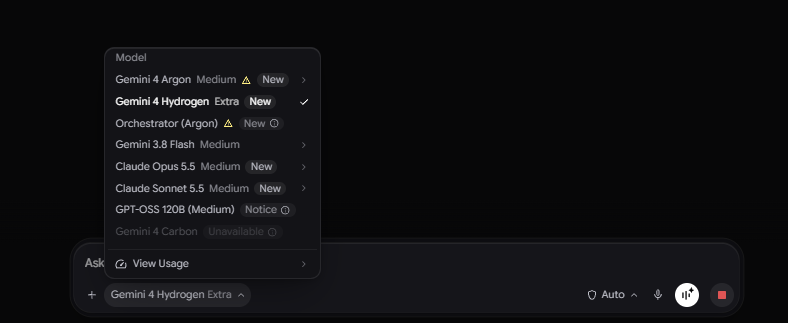 Model
Gemini 4 Argon Medium New
Gemini 4 Hydrogen Extra New
Orchestrator (Argon) New
Gemini 3.8 Flash Medium
Claude Opus 5.5 Medium New
Claude Sonnet 5.5 Medium New
GPT-OSS 120B (Medium) Notice
Gemini 4 Carbon Unavailable
View Usage
Ask
Gemini 4 Hydrogen Extra
Auto